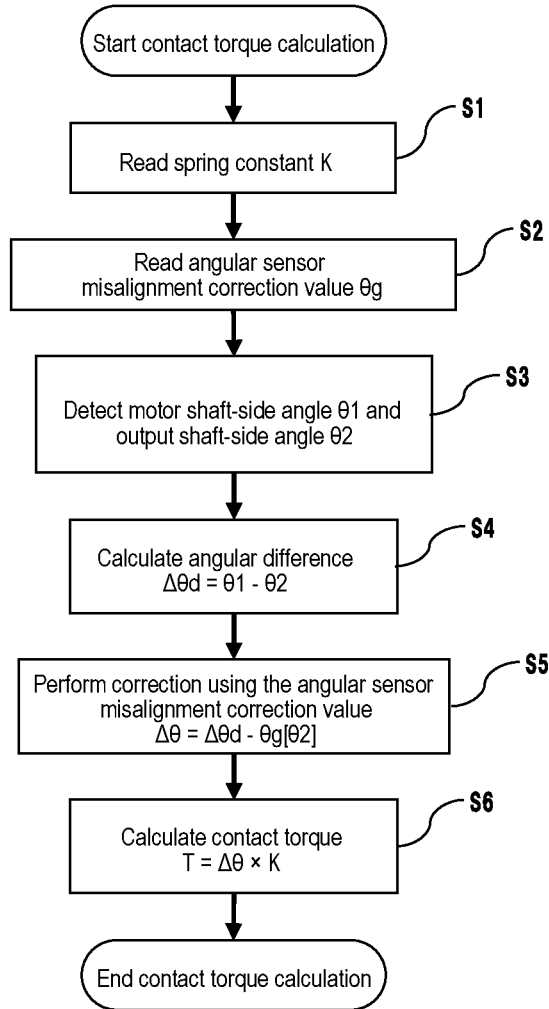 Start contact torque calculation
S1
Read spring constant K
S2
Read angular sensor
misalignment correction value θg
S3
Detect motor shaft-side angle θ1 and
output shaft-side angle θ2
S4
Calculate angular difference
Δθd = θ1 - θ2
S5
Perform correction using the angular sensor
misalignment correction value
Δθ = Δθd - θg[θ2]
S6
Calculate contact torque
T = Δθ × K
End contact torque calculation